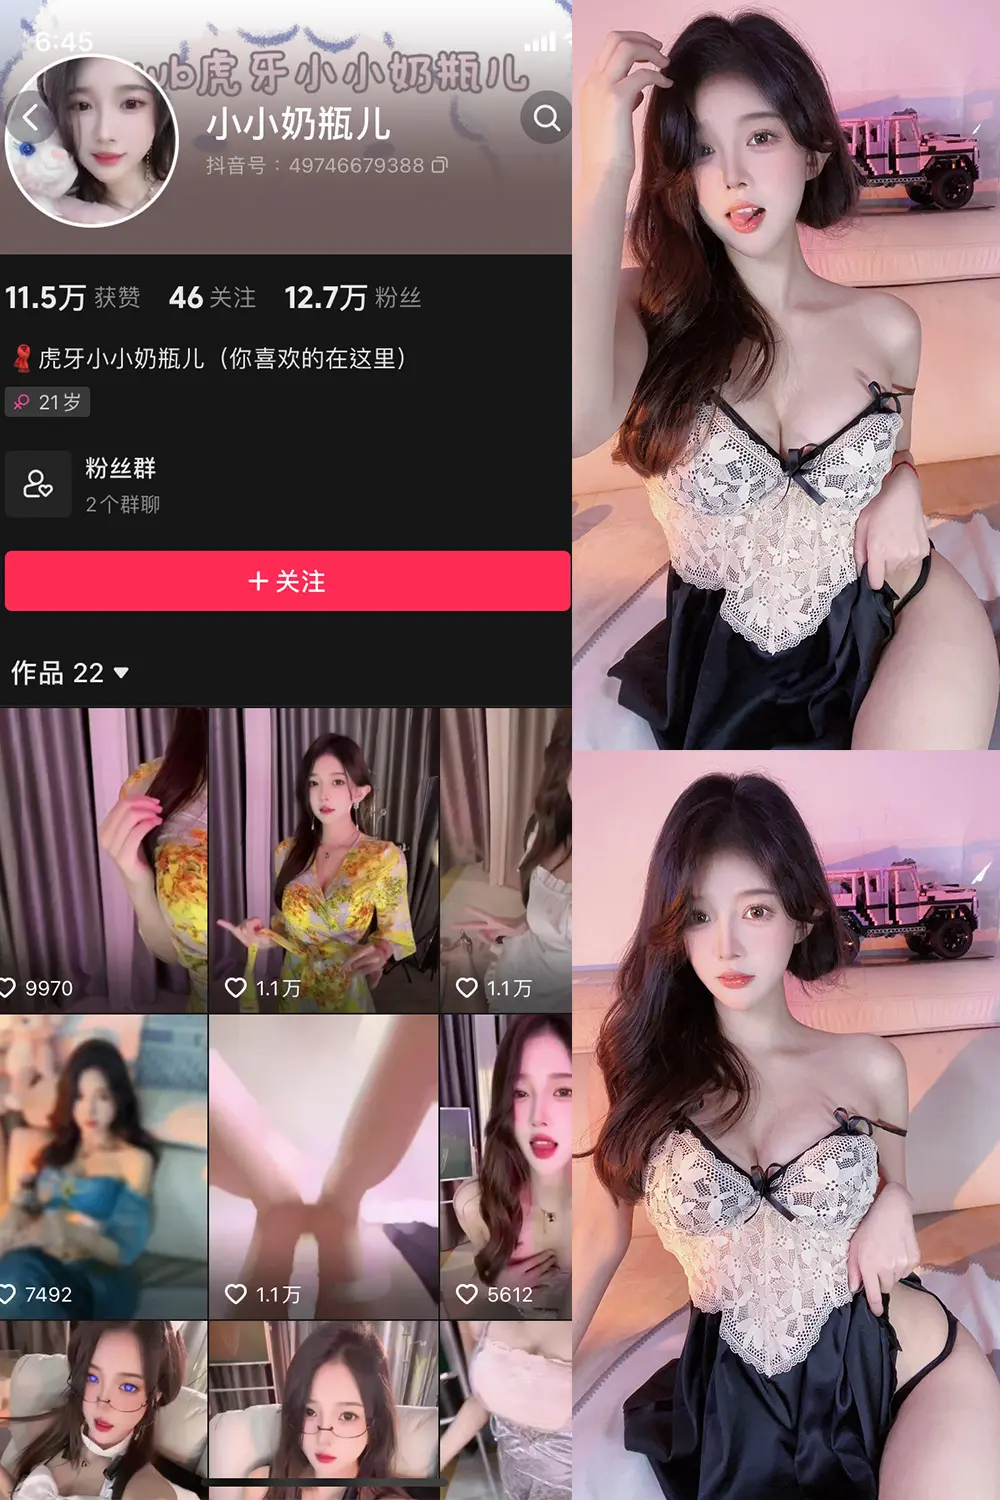 6:45
wb虎牙小小奶瓶儿
小小奶瓶儿
抖音号：49746679388
11.5万 获赞 46 关注 12.7万 粉丝
虎牙小小奶瓶儿（你喜欢的在这里）
21岁
粉丝群
2个群聊
+ 关注
作品 22
9970
1.1万
1.1万
7492
1.1万
5612